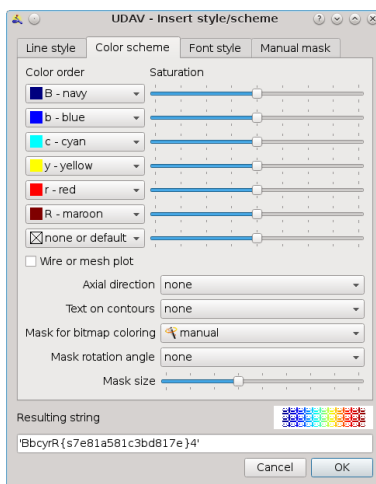 UDAV - Insert style/scheme
Line style Color scheme Font style Manual mask
Color order Saturation
B - navy
b - blue
c - cyan
y - yellow
r - red
R - maroon
none or default
Wire or mesh plot
Axial direction none
Text on contours none
Mask for bitmap coloring manual
Mask rotation angle none
Mask size
Resulting string
'BbcyrR{s7e81a581c3bd817e}4'
Cancel OK